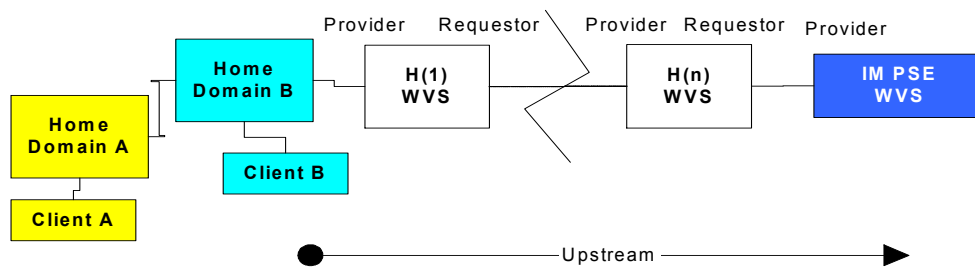 Provider Requestor Provider Requestor Provider
Home
Domain B
H(1)
WVS
H(n)
WVS
IM PSE
WVS
Home
Domain A
Client B
Client A
Upstream